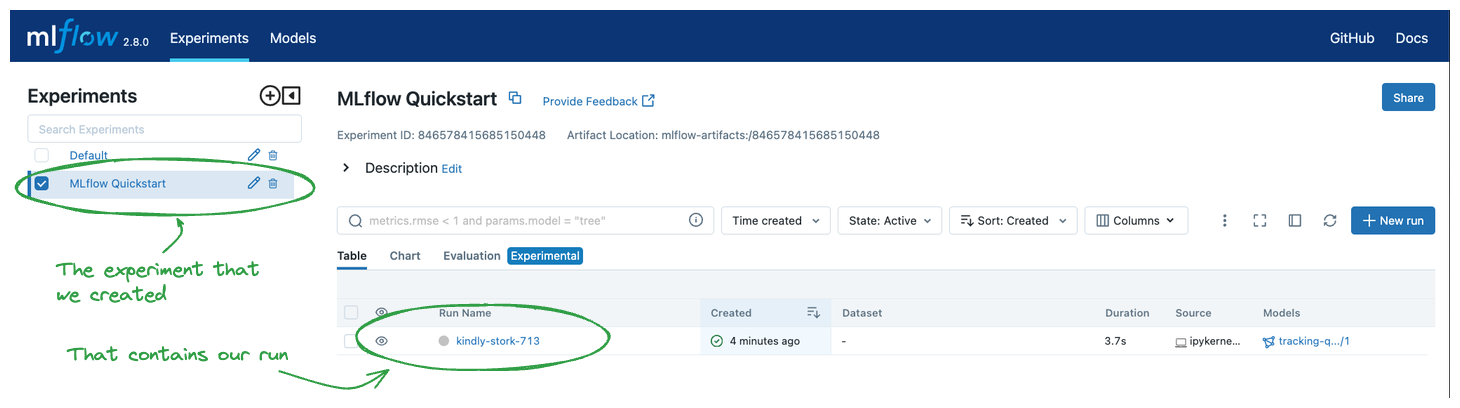 mlflow 2.8.0 Experiments Models GitHub Docs
Experiments
Search Experiments
Default
MLflow Quickstart
The experiment that
we created
That contains our run
MLflow Quickstart Provide Feedback Share
Experiment ID: 846578415685150448 Artifact Location: mlflow-artifacts:/846578415685150448
Description Edit
metrics.rmse < 1 and params.model = "tree" Time created State: Active Sort: Created Columns New run
Table Chart Evaluation Experimental
Run Name Created Dataset Duration Source Models
kindly-stork-713 4 minutes ago - 3.7s ipykerne... tracking-q.../1